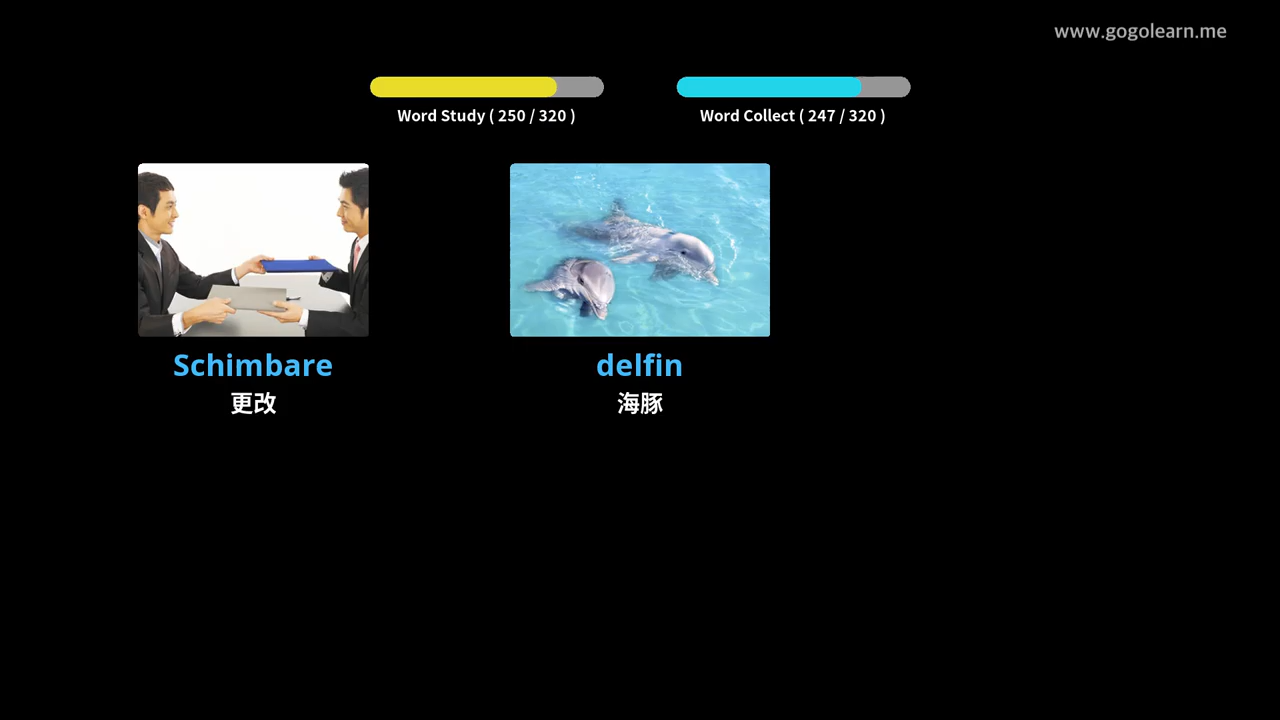 www.gogolearn.me
Word Study ( 250 / 320 )
Word Collect ( 247 / 320 )
Schimbare
更改
delfin
海豚